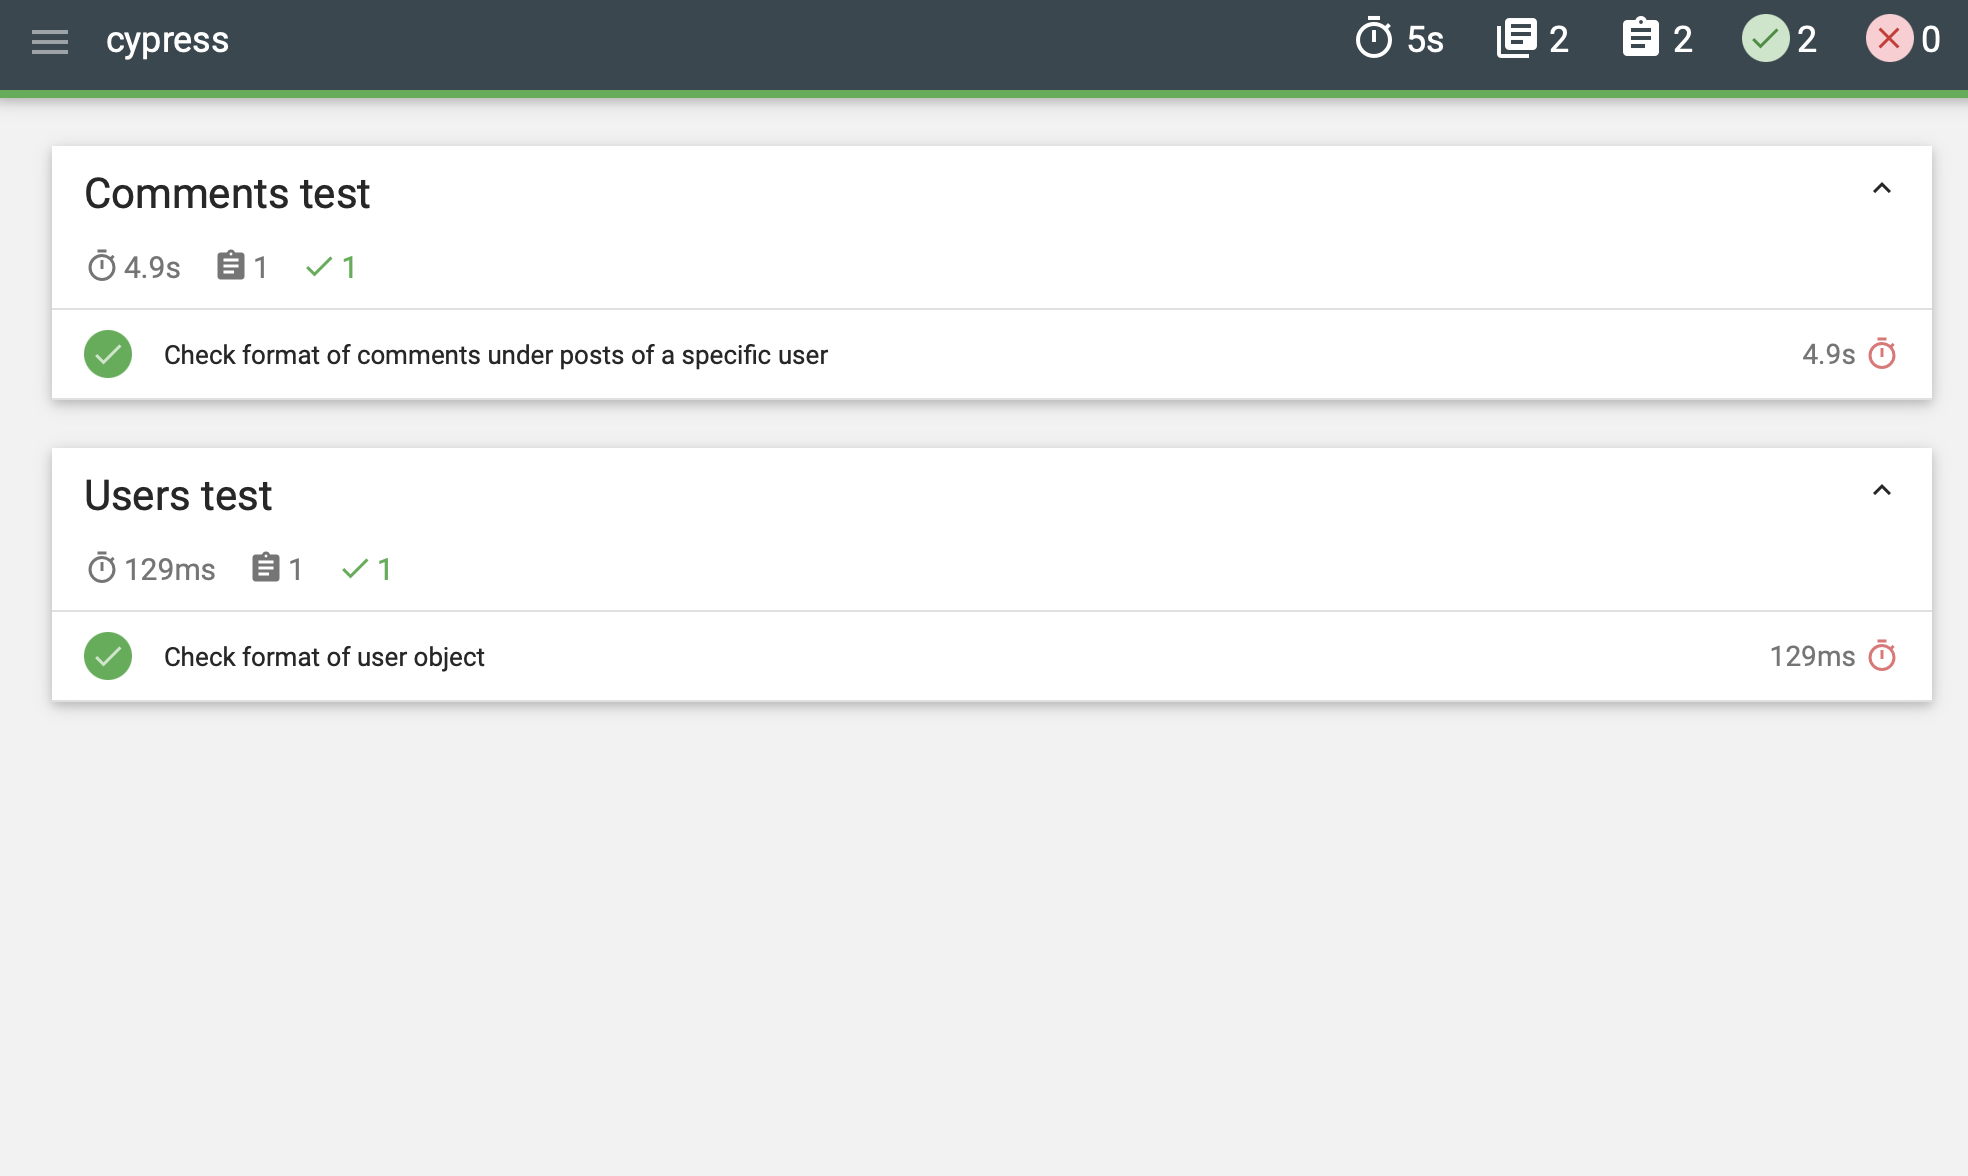 cypress 5s 2 2 2 0
Comments test
4.9s 1 1
Check format of comments under posts of a specific user 4.9s
Users test
129ms 1 1
Check format of user object 129ms